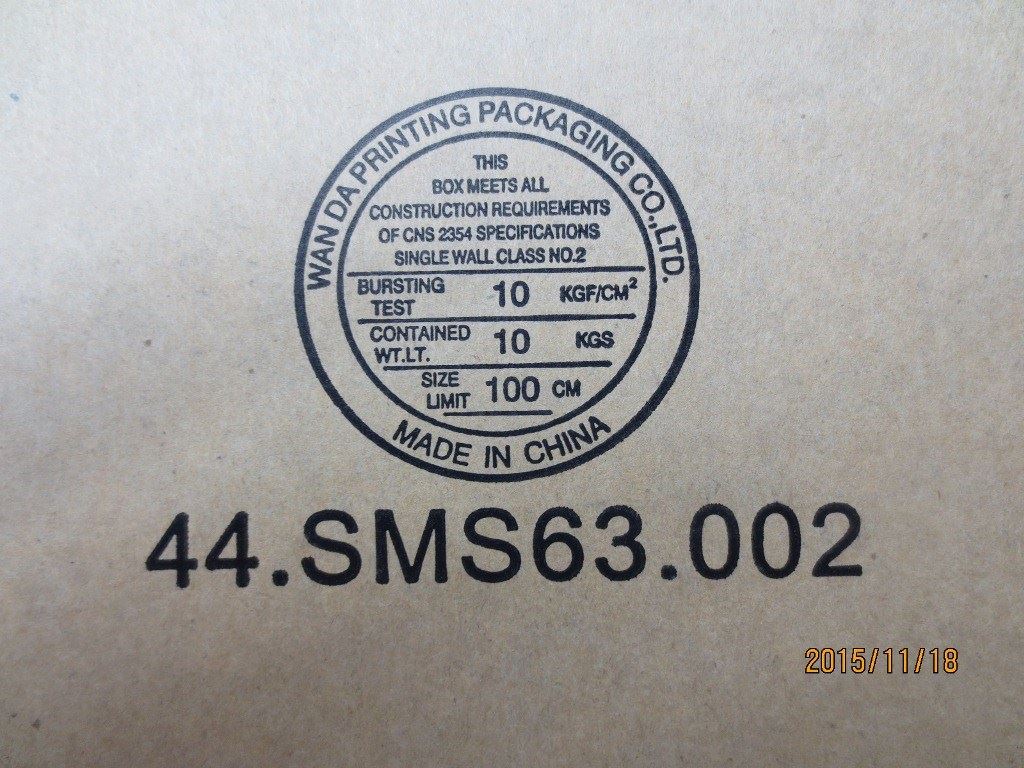 WAN DA PRINTING PACKAGING CO.,LTD.
THIS
BOX MEETS ALL
CONSTRUCTION REQUIREMENTS
OF CNS 2354 SPECIFICATIONS
SINGLE WALL CLASS NO.2
BURSTING TEST 10 KGF/CM²
CONTAINED WT.LT. 10 KGS
SIZE LIMIT 100 CM
MADE IN CHINA
44.SMS63.002
2015/11/18